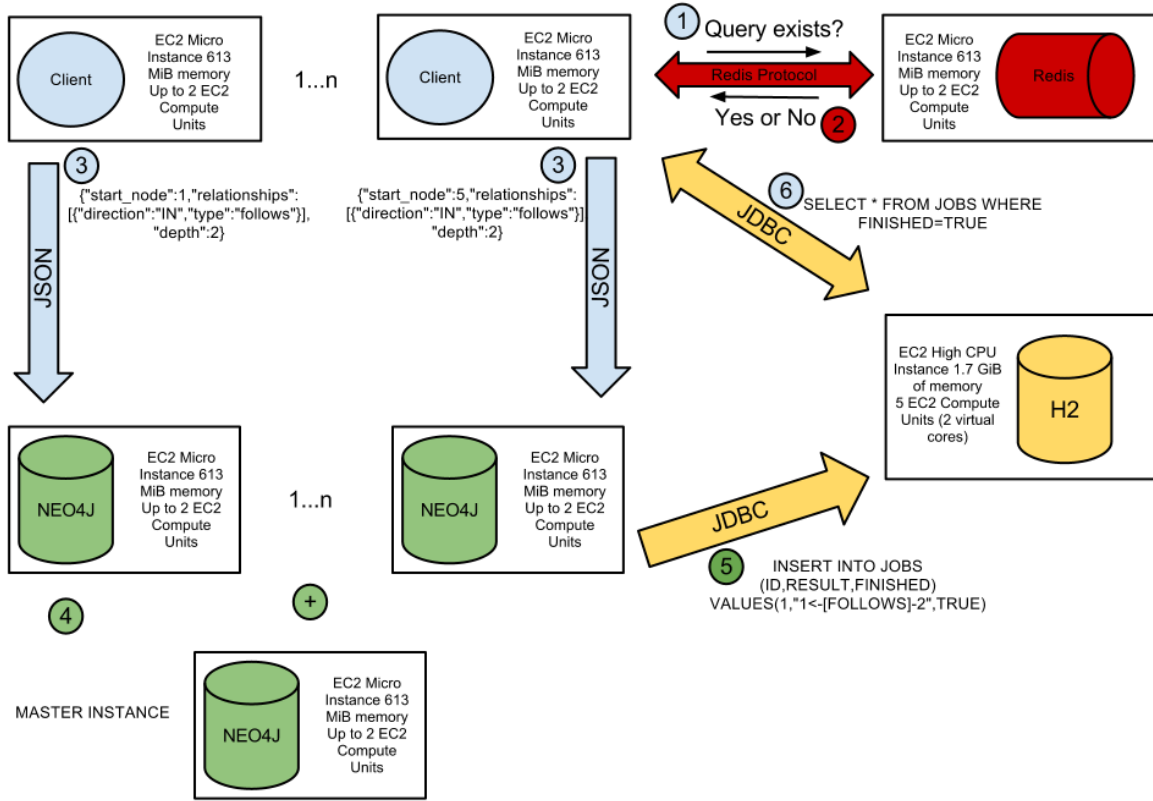 Client
EC2 Micro
Instance 613
MiB memory
Up to 2 EC2
Compute
Units
1...n
Client
EC2 Micro
Instance 613
MiB memory
Up to 2 EC2
Compute
Units
1
Query exists?
Redis Protocol
Yes or No
2
EC2 Micro
Instance 613
MiB memory
Up to 2 EC2
Compute
Units
Redis
3
{"start_node":1,"relationships":
[{"direction":"IN","type":"follows"}],
"depth":2}
JSON
3
{"start_node":5,"relationships":
[{"direction":"IN","type":"follows"}]
"depth":2}
JSON
6
SELECT * FROM JOBS WHERE
FINISHED=TRUE
JDBC
EC2 High CPU
Instance 1.7 GiB
of memory
5 EC2 Compute
Units (2 virtual
cores)
H2
NEO4J
EC2 Micro
Instance 613
MiB memory
Up to 2 EC2
Compute
Units
1...n
NEO4J
EC2 Micro
Instance 613
MiB memory
Up to 2 EC2
Compute
Units
JDBC
5
INSERT INTO JOBS
(ID,RESULT,FINISHED)
VALUES(1,"1<-[FOLLOWS]-2",TRUE)
4
+
MASTER INSTANCE
NEO4J
EC2 Micro
Instance 613
MiB memory
Up to 2 EC2
Compute
Units